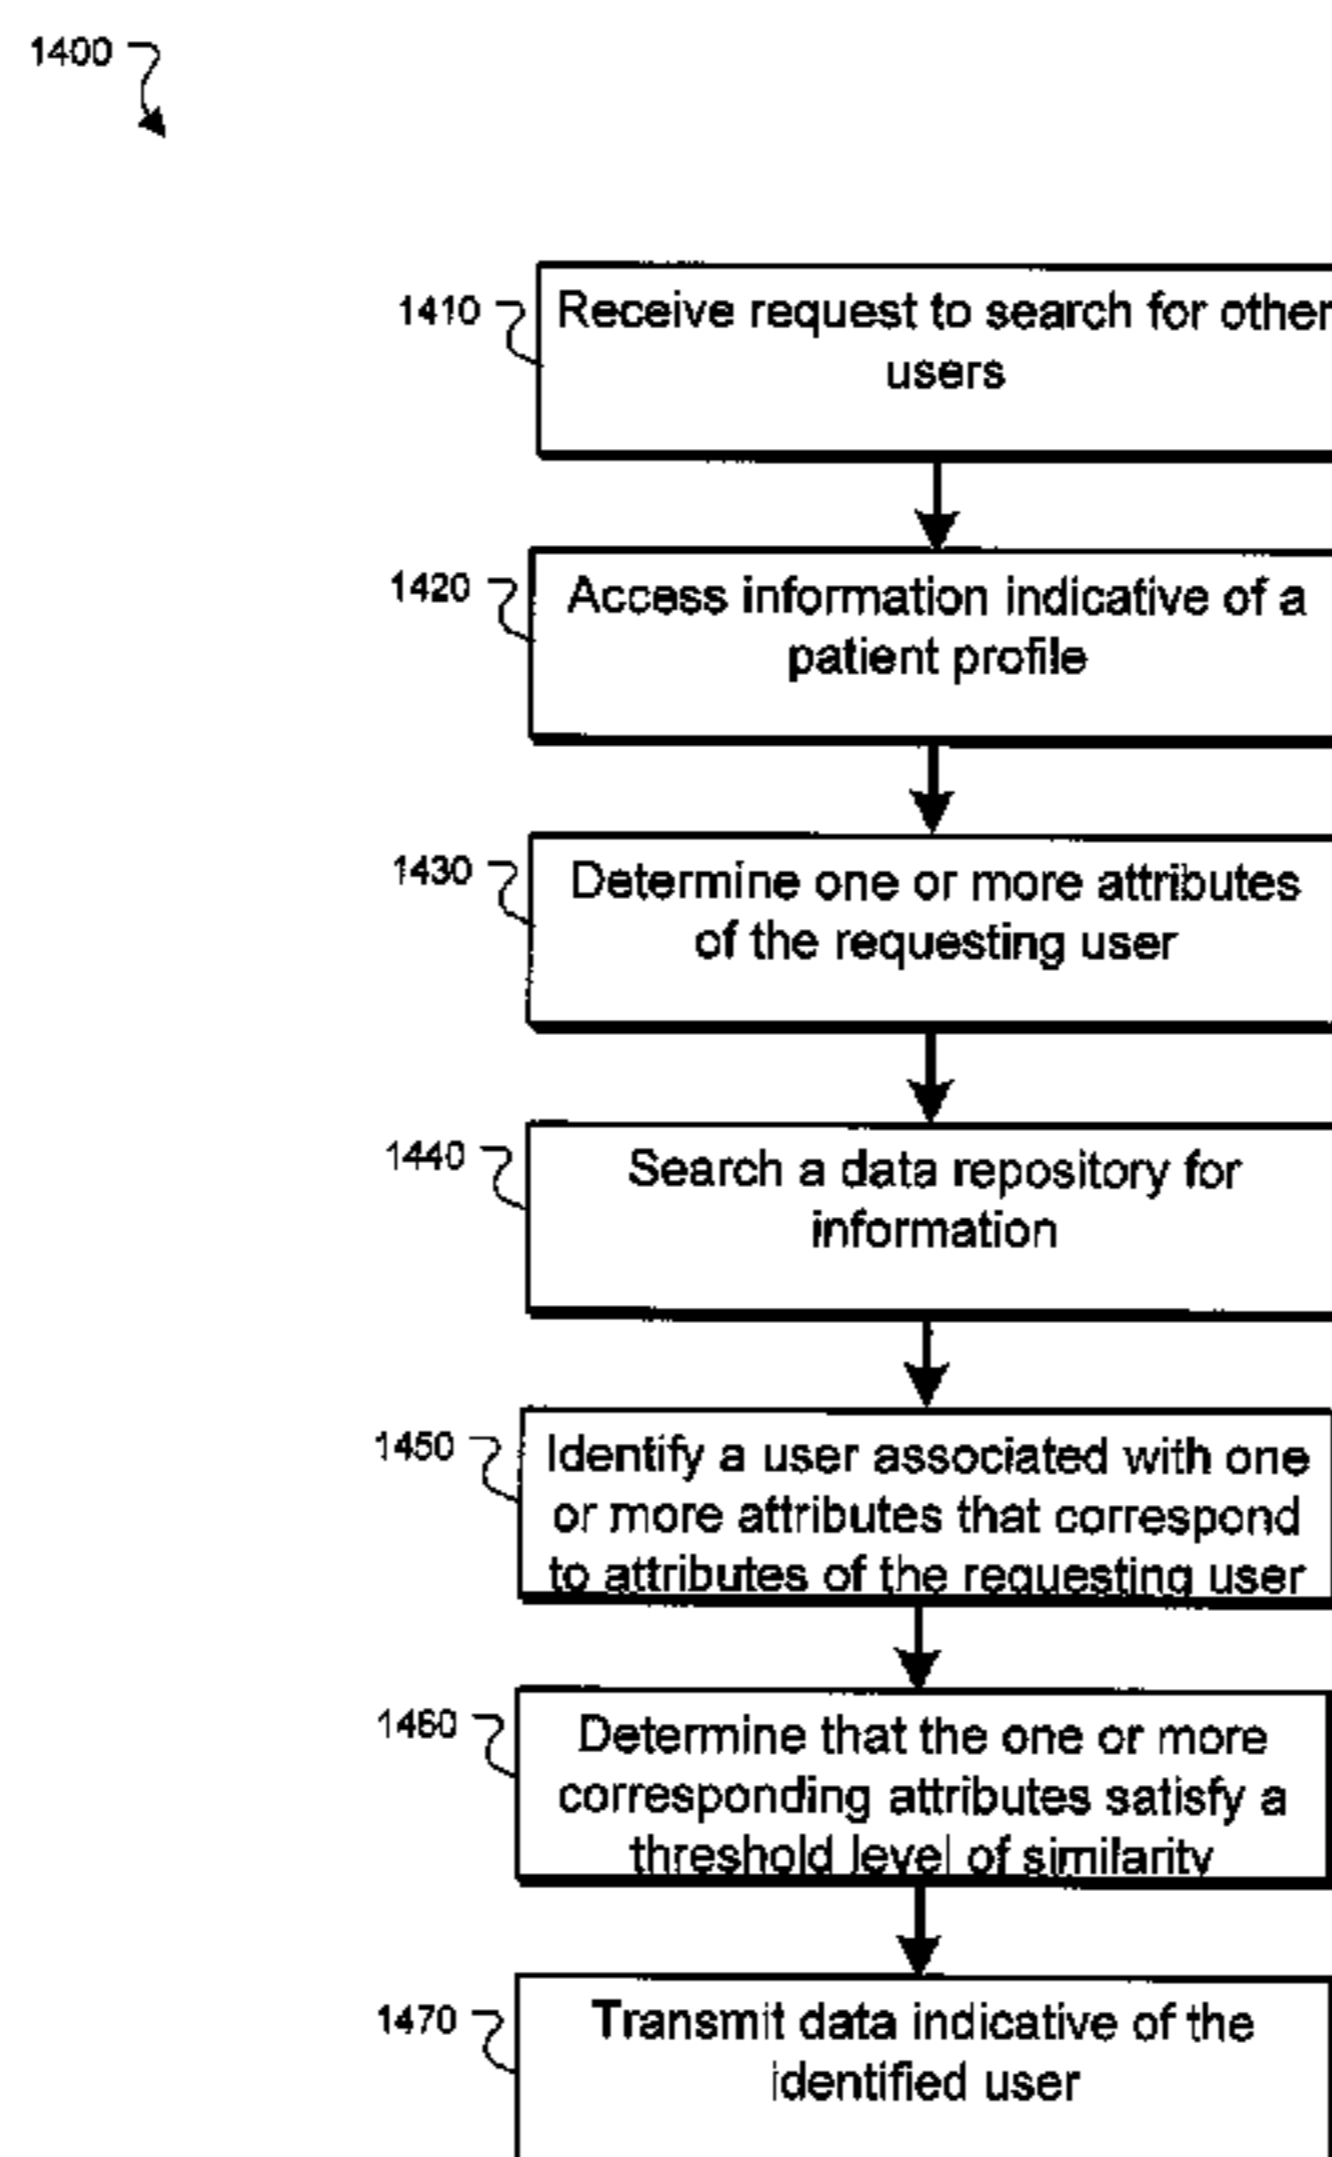 1400
1410
Receive request to search for other
users
1420
Access information indicative of a
patient profile
1430
Determine one or more attributes
of the requesting user
1440
Search a data repository for
information
1450
Identify a user associated with one
or more attributes that correspond
to attributes of the requesting user
1460
Determine that the one or more
corresponding attributes satisfy a
threshold level of similarity
1470
Transmit data indicative of the
identified user